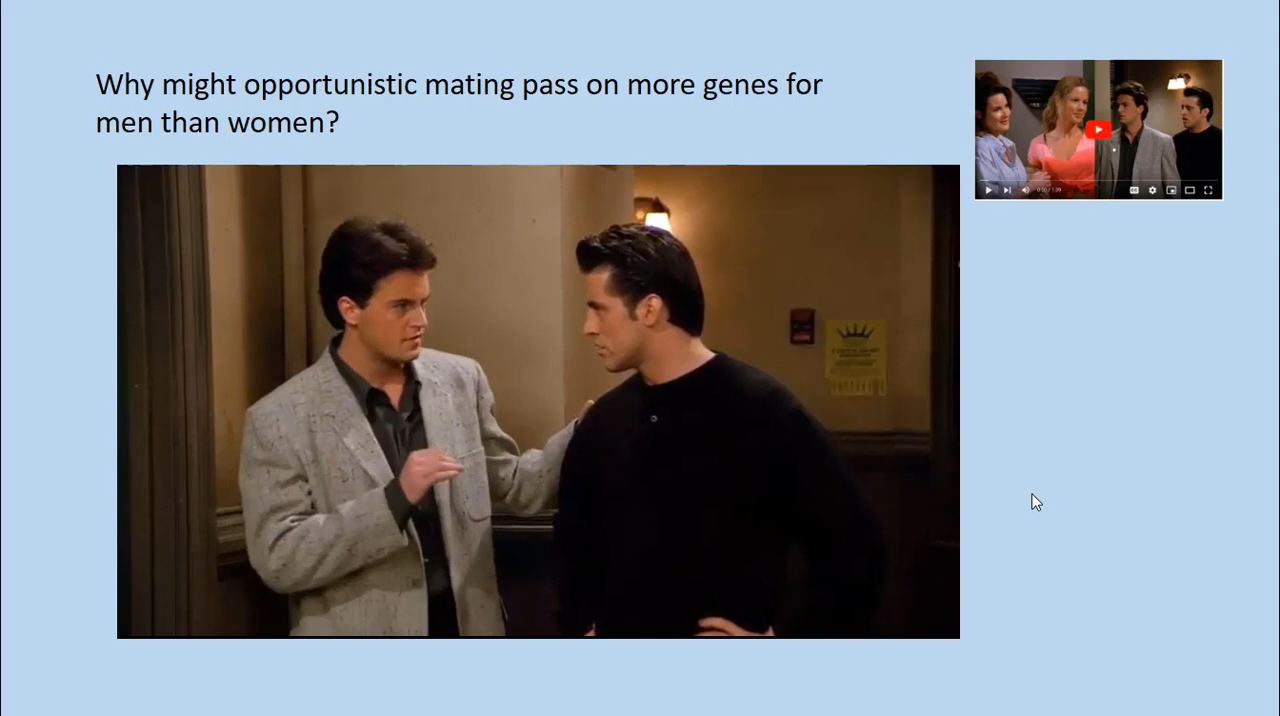 Why might opportunistic mating pass on more genes for
men than women?